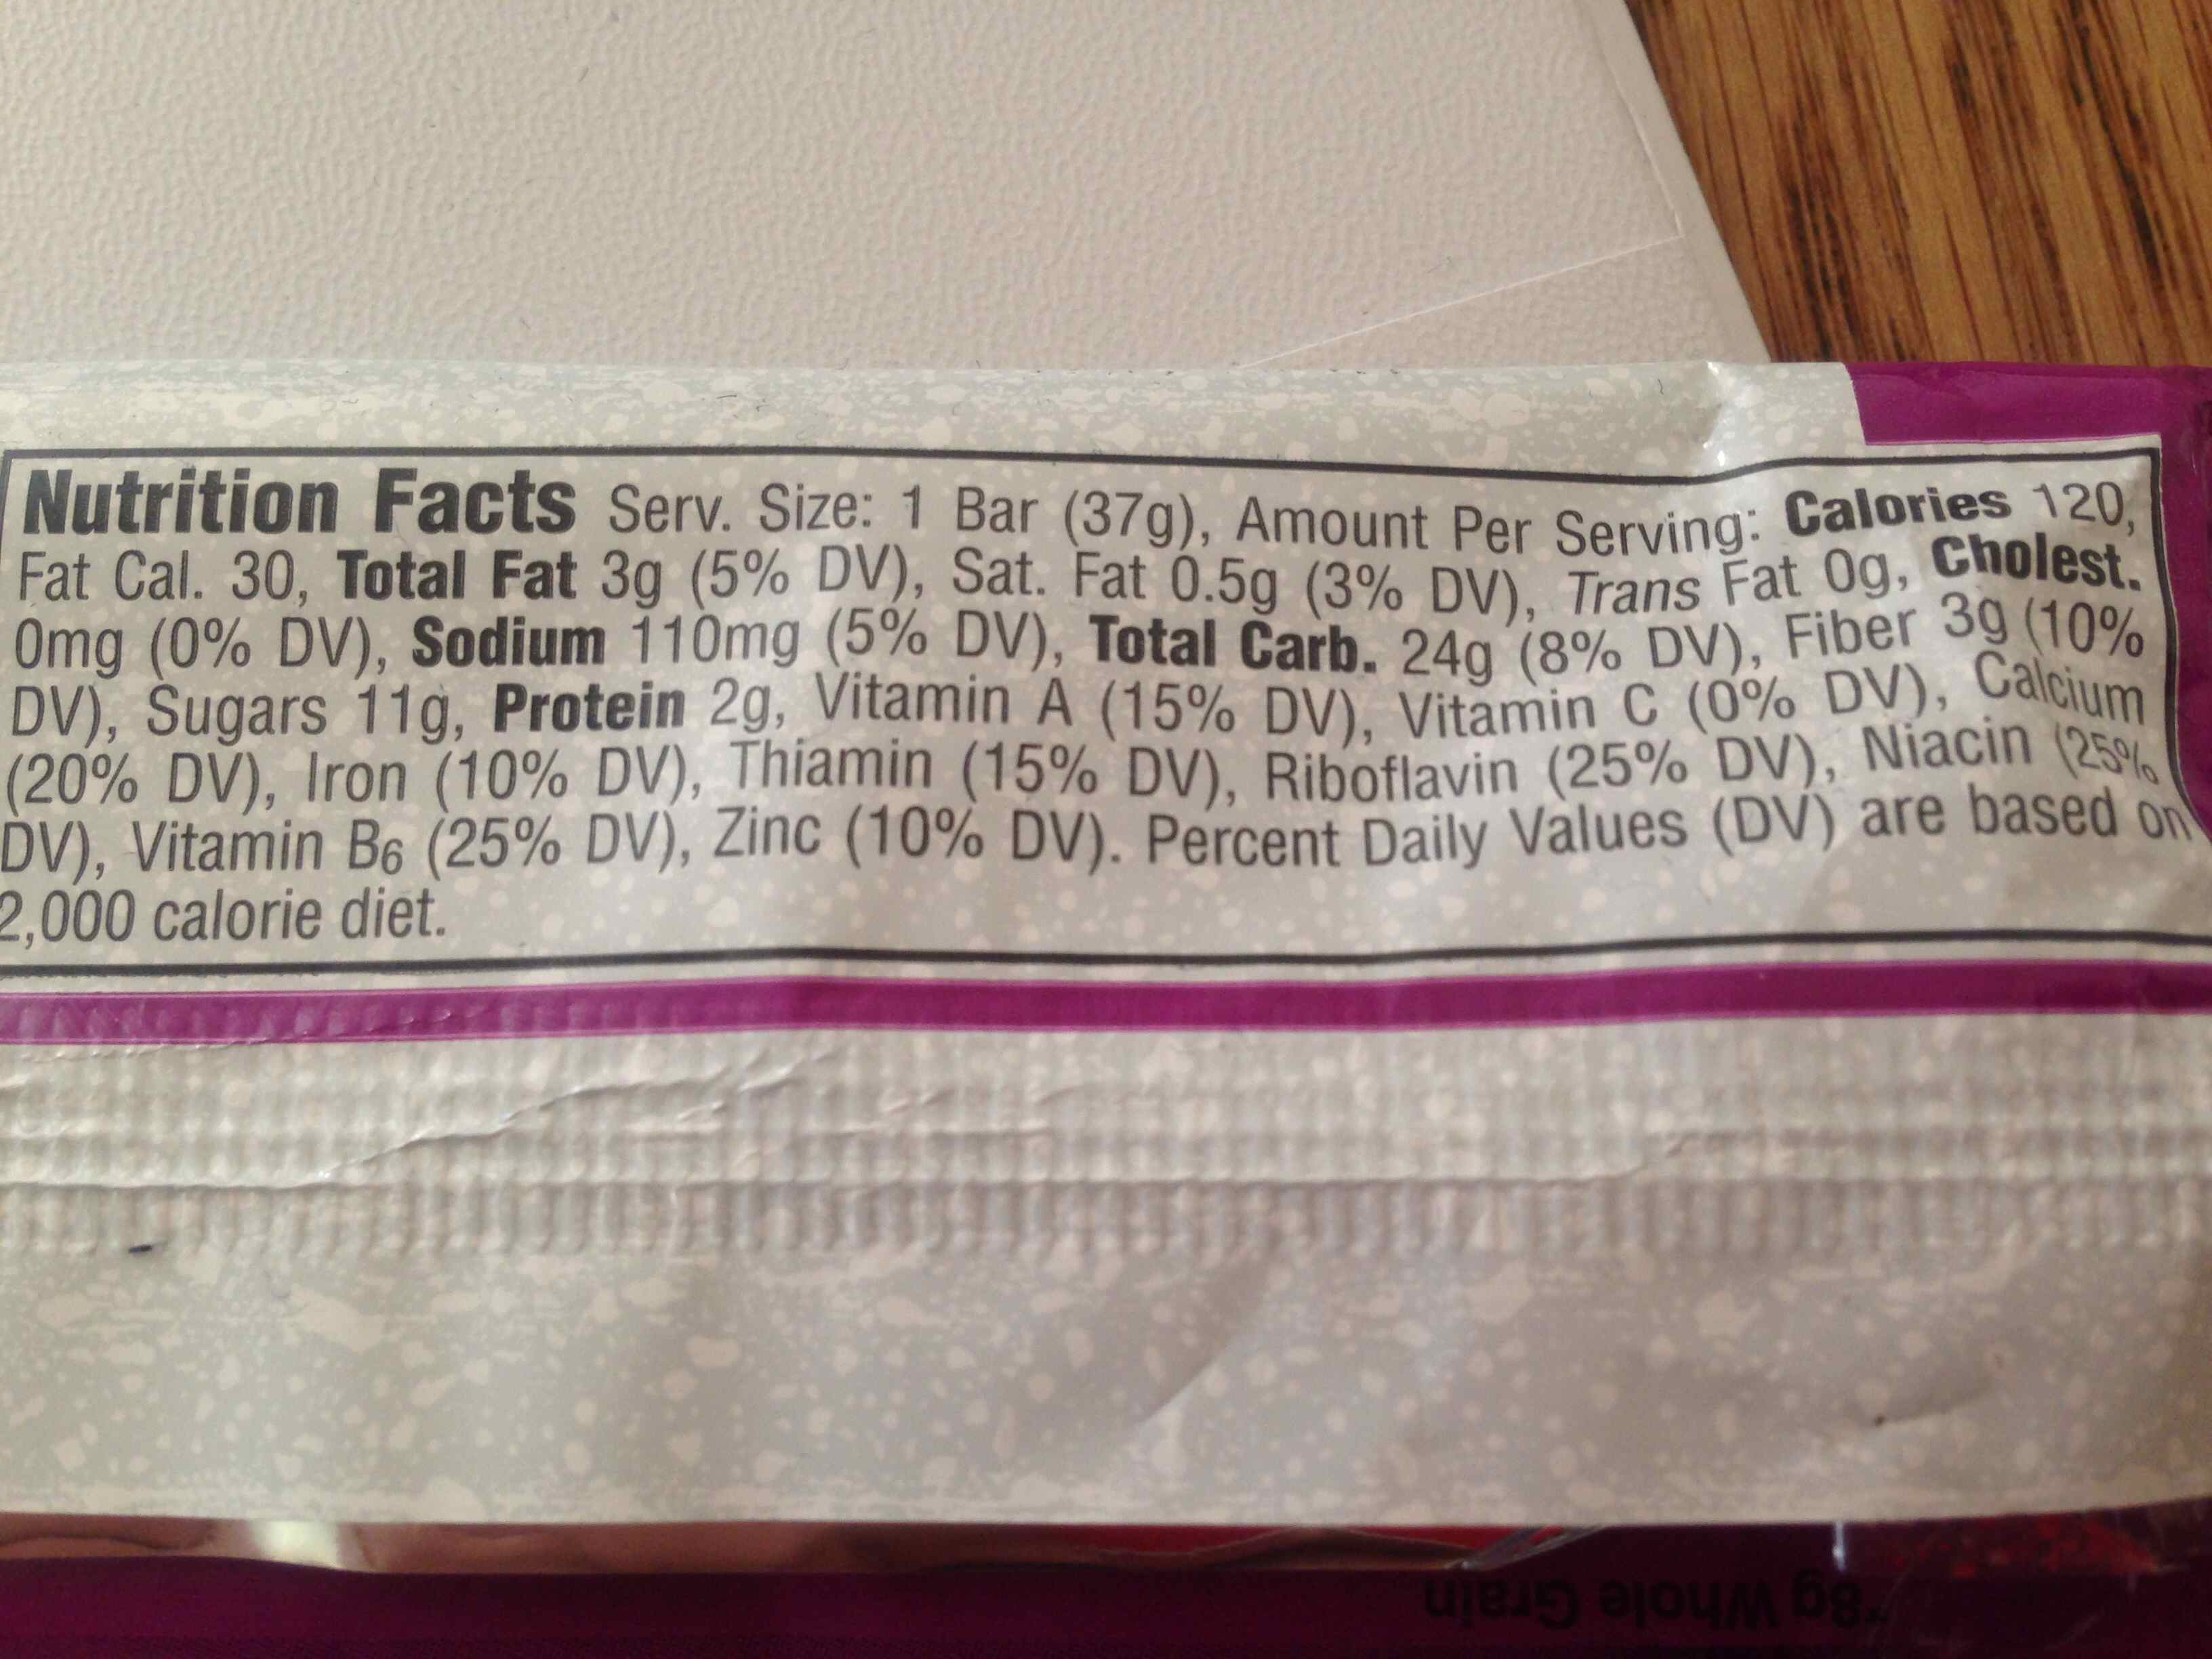 Nutrition Facts Serv. Size: 1 Bar (37g), Amount Per Serving: Calories 120,
Fat Cal. 30, Total Fat 3g (5% DV), Sat. Fat 0.5g (3% DV), Trans Fat 0g, Cholest.
0mg (0% DV), Sodium 110mg (5% DV), Total Carb. 24g (8% DV), Fiber 3g (10%
DV), Sugars 11g, Protein 2g, Vitamin A (15% DV), Vitamin C (0% DV), Calcium
(20% DV), Iron (10% DV), Thiamin (15% DV), Riboflavin (25% DV), Niacin (25%
DV), Vitamin B6 (25% DV), Zinc (10% DV). Percent Daily Values (DV) are based on
2,000 calorie diet.
*8g Whole Grain